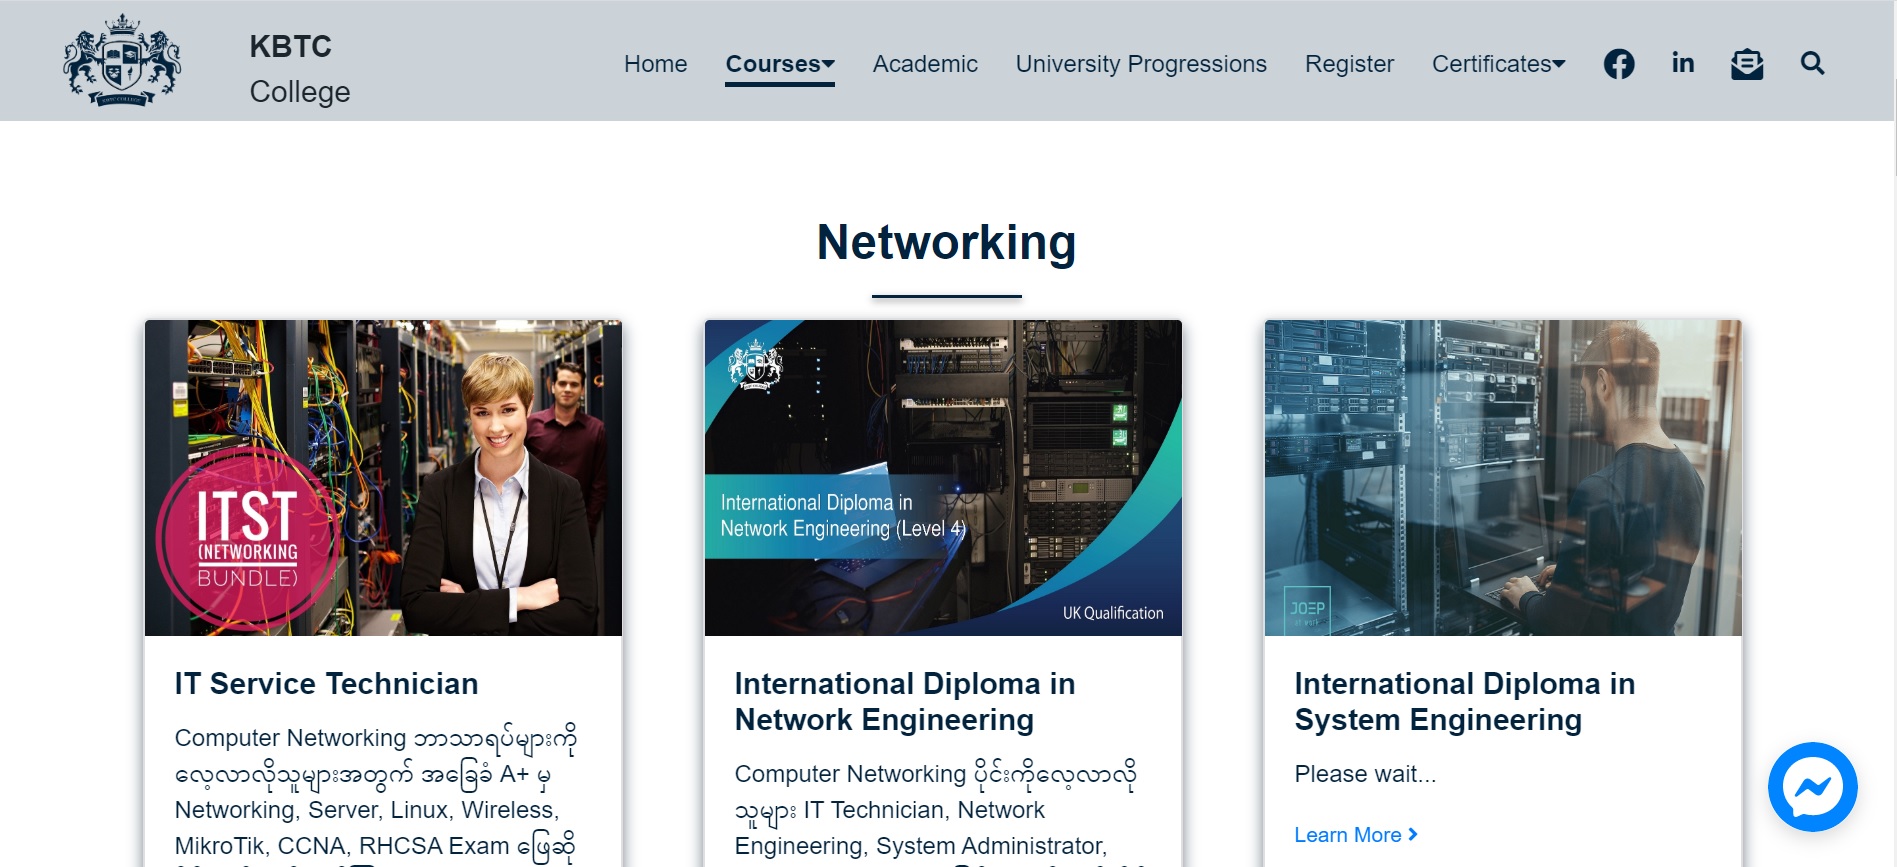 KBTC
College
Home
Courses
Academic
University Progressions
Register
Certificates
Networking
ITST
(NETWORKING
BUNDLE)
IT Service Technician
Computer Networking ဘာသာရပ်များကို
လေ့လာလိုသူများအတွက် အခြေခံ A+ မှ
Networking, Server, Linux, Wireless,
MikroTik, CCNA, RHCSA Exam ဖြေဆို
International Diploma in
Network Engineering (Level 4)
UK Qualification
International Diploma in
Network Engineering
Computer Networking ပိုင်းကိုလေ့လာလို
သူများ IT Technician, Network
Engineering, System Administrator,
JOEP
International Diploma in
System Engineering
Please wait...
Learn More